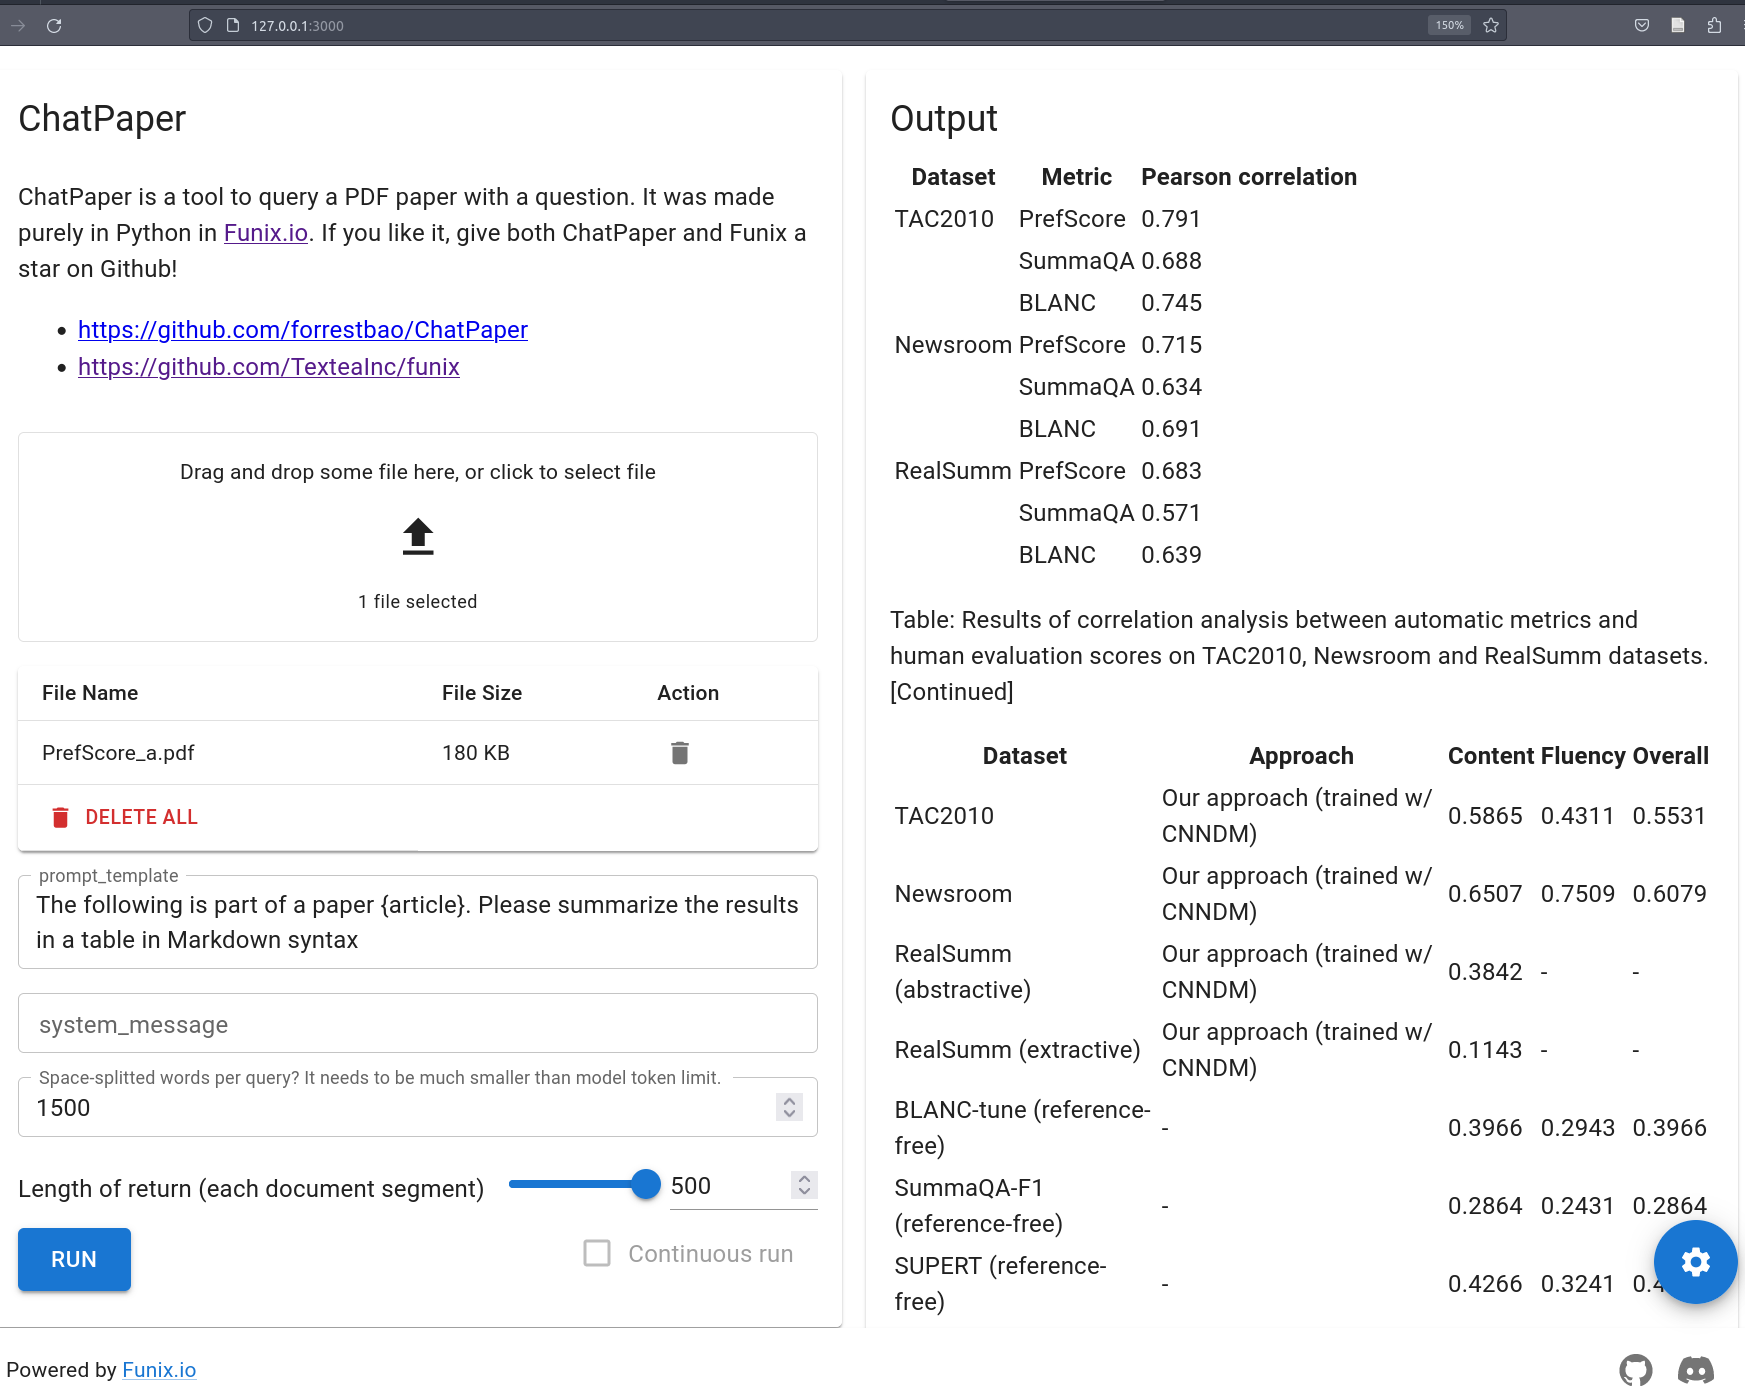 127.0.0.1:3000
150%
ChatPaper
ChatPaper is a tool to query a PDF paper with a question. It was made
purely in Python in Funix.io. If you like it, give both ChatPaper and Funix a
star on Github!
• https://github.com/forrestbao/ChatPaper
• https://github.com/TexteaInc/funix
Drag and drop some file here, or click to select file
1 file selected
File Name File Size Action
PrefScore_a.pdf 180 KB
DELETE ALL
prompt_template
The following is part of a paper {article}. Please summarize the results
in a table in Markdown syntax
system_message
Space-splitted words per query? It needs to be much smaller than model token limit.
1500
Length of return (each document segment) 500
RUN
Continuous run
Output
Dataset Metric Pearson correlation
TAC2010 PrefScore 0.791
SummaQA 0.688
BLANC 0.745
Newsroom PrefScore 0.715
SummaQA 0.634
BLANC 0.691
RealSumm PrefScore 0.683
SummaQA 0.571
BLANC 0.639
Table: Results of correlation analysis between automatic metrics and
human evaluation scores on TAC2010, Newsroom and RealSumm datasets.
[Continued]
Dataset Approach Content Fluency Overall
TAC2010 Our approach (trained w/
CNNDM) 0.5865 0.4311 0.5531
Newsroom Our approach (trained w/
CNNDM) 0.6507 0.7509 0.6079
RealSumm
(abstractive) Our approach (trained w/
CNNDM) 0.3842 - -
RealSumm (extractive) Our approach (trained w/
CNNDM) 0.1143 - -
BLANC-tune (reference-
free) - 0.3966 0.2943 0.3966
SummaQA-F1
(reference-free) - 0.2864 0.2431 0.2864
SUPERT (reference-
free) - 0.4266 0.3241
Powered by Funix.io